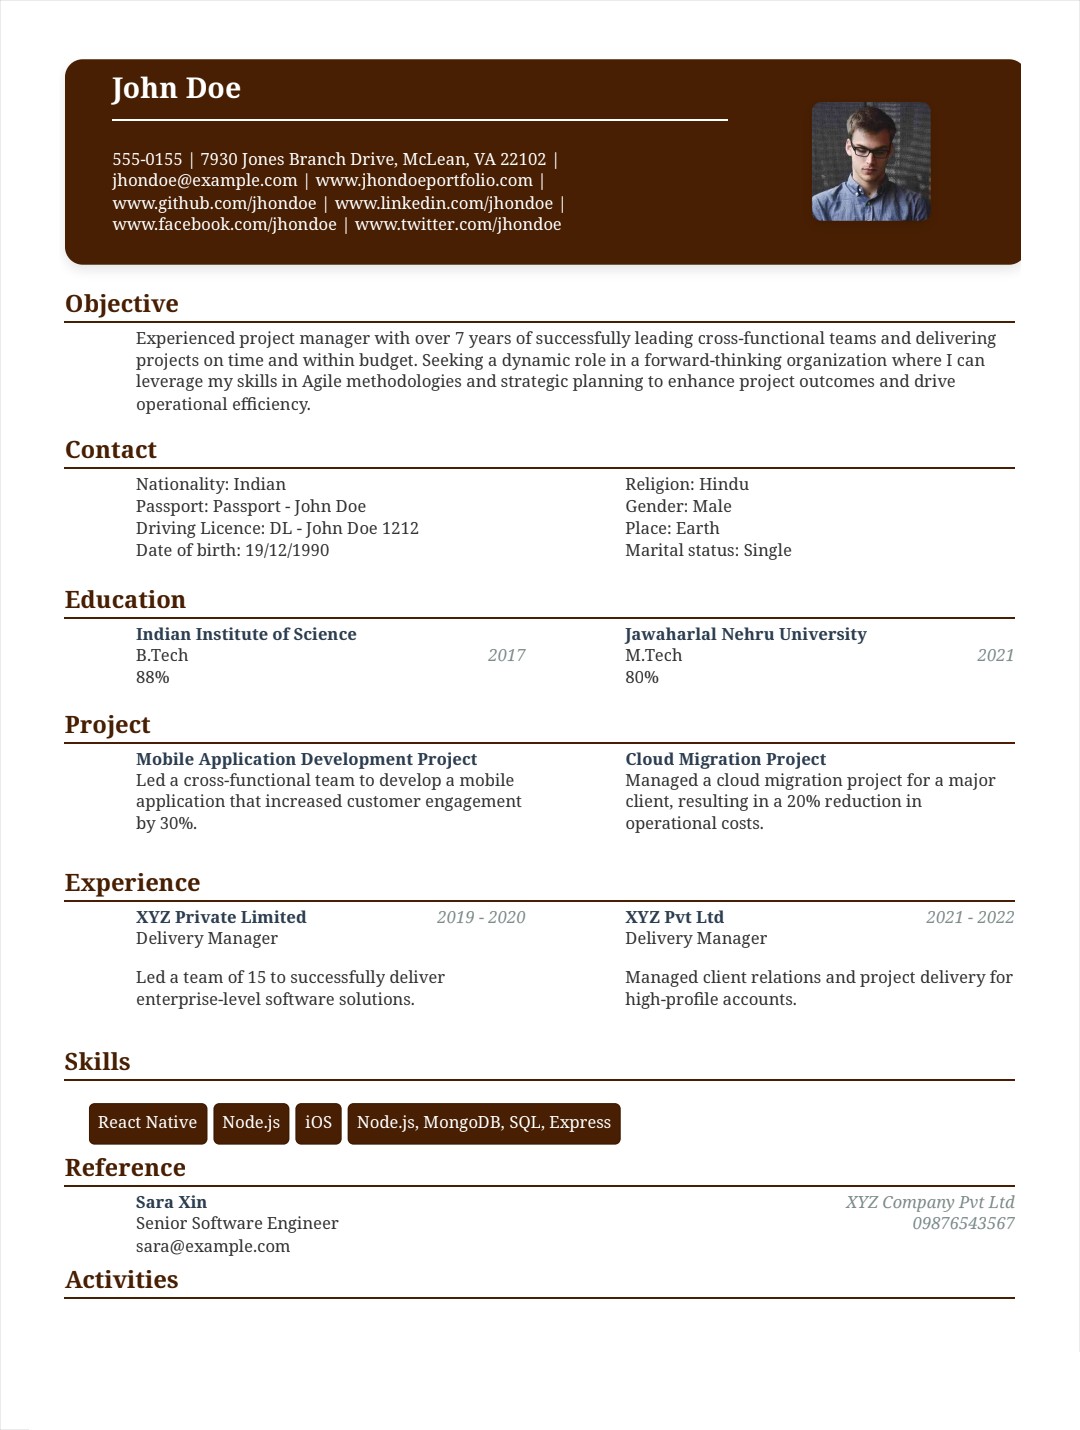 John Doe
555-0155 | 7930 Jones Branch Drive, McLean, VA 22102 |
jhondoe@example.com | www.jhondoeportfolio.com |
www.github.com/jhondoe | www.linkedin.com/jhondoe |
www.facebook.com/jhondoe | www.twitter.com/jhondoe
Objective
Experienced project manager with over 7 years of successfully leading cross-functional teams and delivering
projects on time and within budget. Seeking a dynamic role in a forward-thinking organization where I can
leverage my skills in Agile methodologies and strategic planning to enhance project outcomes and drive
operational efficiency.
Contact
Nationality: Indian
Passport: Passport - John Doe
Driving Licence: DL - John Doe 1212
Date of birth: 19/12/1990
Religion: Hindu
Gender: Male
Place: Earth
Marital status: Single
Education
Indian Institute of Science
B.Tech 2017
88%
Jawaharlal Nehru University
M.Tech 2021
80%
Project
Mobile Application Development Project
Led a cross-functional team to develop a mobile
application that increased customer engagement
by 30%.
Cloud Migration Project
Managed a cloud migration project for a major
client, resulting in a 20% reduction in
operational costs.
Experience
XYZ Private Limited 2019 - 2020
Delivery Manager
Led a team of 15 to successfully deliver
enterprise-level software solutions.
XYZ Pvt Ltd 2021 - 2022
Delivery Manager
Managed client relations and project delivery for
high-profile accounts.
Skills
React Native Node.js iOS Node.js, MongoDB, SQL, Express
Reference
Sara Xin XYZ Company Pvt Ltd
Senior Software Engineer 09876543567
sara@example.com
Activities